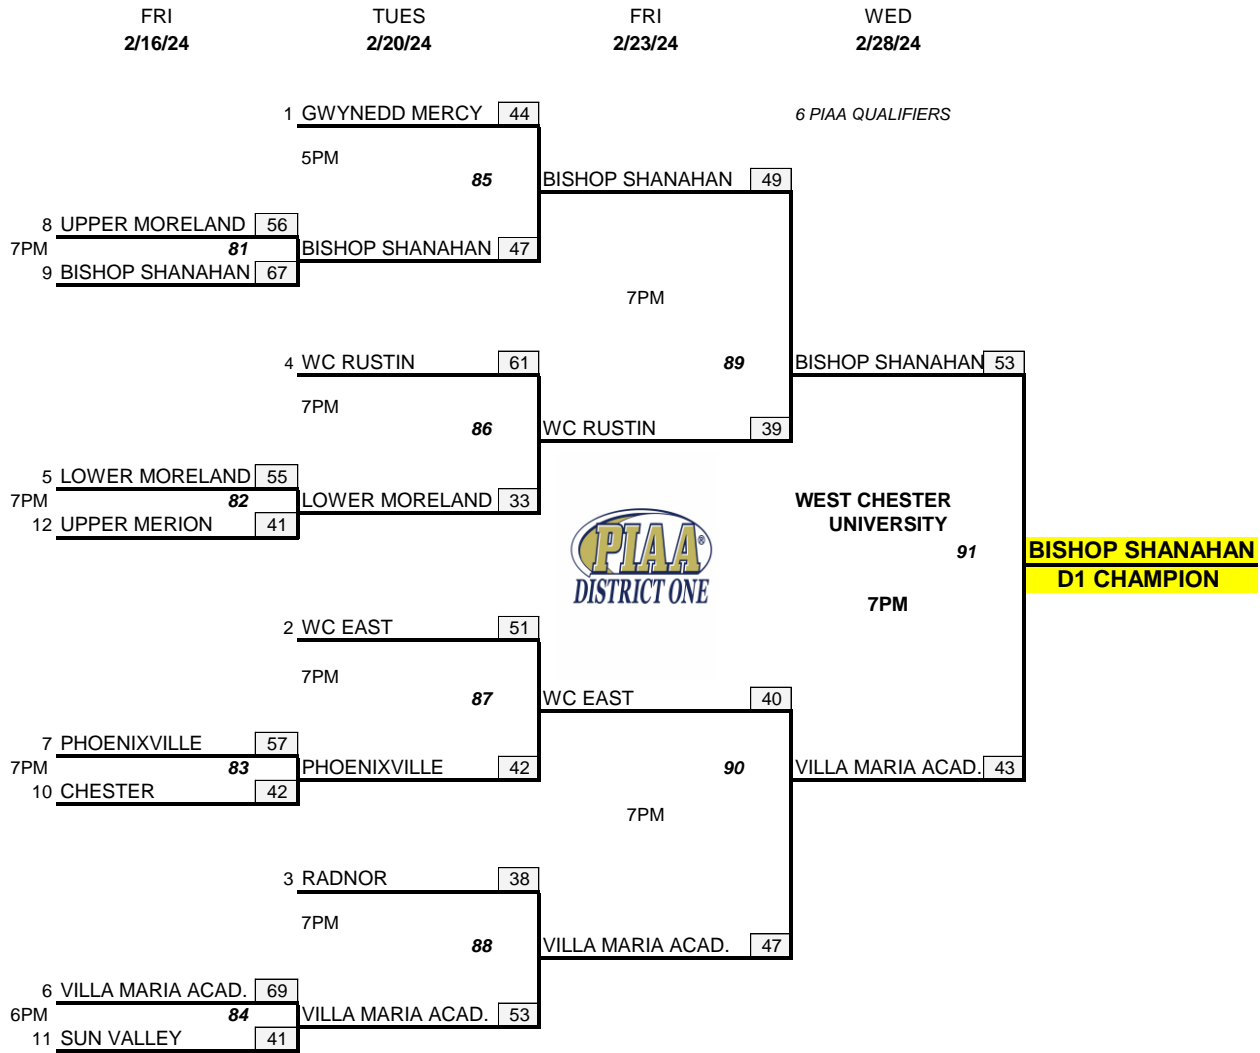 FRI TUES FRI WED
2/16/24 2/20/24 2/23/24 2/28/24
1 GWYNEDD MERCY 44 6 PIAA QUALIFIERS
5PM
85 BISHOP SHANAHAN 49
8 UPPER MORELAND 56
7PM 81 BISHOP SHANAHAN 47
9 BISHOP SHANAHAN 67
7PM
4 WC RUSTIN 61 89 BISHOP SHANAHAN 53
7PM
86 WC RUSTIN 39
5 LOWER MORELAND 55
7PM 82 LOWER MORELAND 33 WEST CHESTER
12 UPPER MERION 41 UNIVERSITY
PIAA®
91 BISHOP SHANAHAN
DISTRICT ONE D1 CHAMPION
7PM
2 WC EAST 51
7PM
87 WC EAST 40
7 PHOENIXVILLE 57
7PM 83 PHOENIXVILLE 42 90 VILLA MARIA ACAD. 43
10 CHESTER 42
7PM
3 RADNOR 38
7PM
88 VILLA MARIA ACAD. 47
6 VILLA MARIA ACAD. 69
6PM 84 VILLA MARIA ACAD. 53
11 SUN VALLEY 41